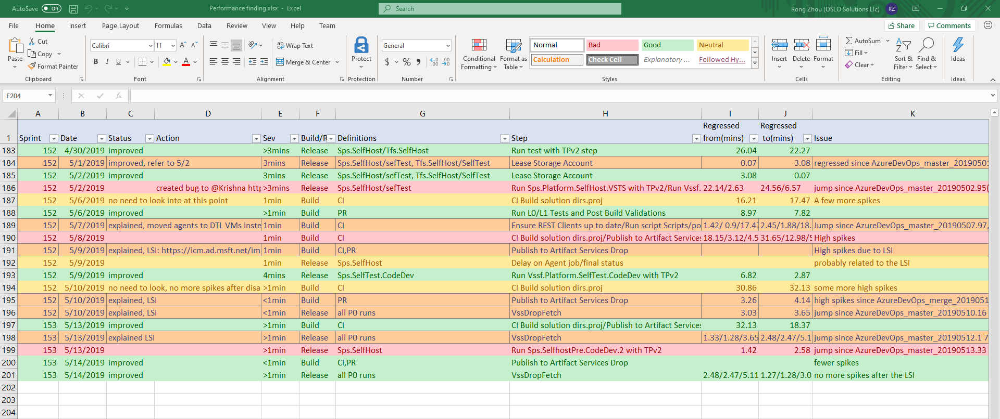 AutoSave Off Performance finding.xlsx - Excel Search Rong Zhou (OSLO Solutions Llc) RZ
File Home Insert Page Layout Formulas Data Review View Help Team Share Comments
Paste Cut Copy Format Painter Calibri 11 Wrap Text Merge & Center Protect General Conditional Formatting Format as Table Normal Bad Good Neutral Calculation Check Cell Explanatory ... Followed Hy... Insert Delete Format AutoSum Fill Clear Sort & Filter Find & Select Ideas
Clipboard Font Alignment Protection Number Styles Cells Editing Ideas
F204 fx
A B C D E F G H I J K
1 Sprint Date Status Action Sev Build/R Definitions Step Regressed from(mins) Regressed to(mins) Issue
183 152 4/30/2019 improved >3mins Release Sps.SelfHost/Tfs.SelfHost Run test with TPv2 step 26.04 22.27
184 152 5/1/2019 improved, refer to 5/2 3mins Release Sps.SelfHost/sefTest, Tfs.SelfHost/SelfTest Lease Storage Account 0.07 3.08 regressed since AzureDevOps_master_20190501
185 152 5/2/2019 improved 3mins Release Sps.SelfHost/sefTest, Tfs.SelfHost/SelfTest Lease Storage Account 3.08 0.07
186 152 5/2/2019 created bug to @Krishna http >3mins Release Sps.SelfHost/sefTest Run Sps.Platform.SelfHost.VSTS with TPv2/Run Vssf. 22.14/2.63 24.56/6.57 jump since AzureDevOps_master_20190502.95(
187 152 5/6/2019 no need to look into at this point 1min Build CI CI Build solution dirs.proj 16.21 17.47 A few more spikes
188 152 5/6/2019 improved >1min Build PR Run L0/L1 Tests and Post Build Validations 8.97 7.82
189 152 5/7/2019 explained, moved agents to DTL VMs inste 1min Build CI Ensure REST Clients up to date/Run script Scripts/po 1.42/ 0.9/17.47 2.45/1.88/18. Jump since AzureDevOps_master_20190507.97,
190 152 5/8/2019 1min Build CI CI Build solution dirs.proj/Publish to Artifact Services 18.15/3.12/4.5 31.65/12.98/5 High spikes
191 152 5/9/2019 explained, LSI: https://icm.ad.msft.net/im 1min Build CI,PR Publish to Artifact Services Drop High spikes due to LSI
192 152 5/9/2019 1min Release Sps.SelfHost Delay on Agent job/final status probably related to the LSI
193 152 5/9/2019 improved 4mins Release Sps.SelfTest.CodeDev Run Vssf.Platform.SelfTest.CodeDev with TPv2 6.82 2.87
194 152 5/10/2019 no need to look, no more spikes after disa >1min Build CI CI Build solution dirs.proj 30.86 32.13 some more high spikes
195 152 5/10/2019 explained, LSI <1min Build PR Publish to Artifact Services Drop 3.26 4.14 high spikes since AzureDevOps_merge_2019051
196 152 5/10/2019 explained, LSI <1min Release all P0 runs VssDropFetch 3.03 3.65 jump since AzureDevOps_master_20190510.16
197 153 5/13/2019 improved >1min Build CI CI Build solution dirs.proj/Publish to Artifact Services 32.13 18.37
198 153 5/13/2019 explained LSI >1min Release all P0 runs VssDropFetch 1.33/1.28/3.65 2.48/2.47/5.1 jump since AzureDevOps_master_20190512.1 7
199 153 5/13/2019 >1min Release Sps.SelfHost Run Sps.SelfhostPre.CodeDev.2 with TPv2 1.42 2.58 jump since AzureDevOps_master_20190513.33
200 153 5/14/2019 improved <1min Build CI,PR Publish to Artifact Services Drop fewer spikes
201 153 5/14/2019 improved >1min Release all P0 runs VssDropFetch 2.48/2.47/5.11 1.27/1.28/3.0 no more spikes after the LSI
202
203
204